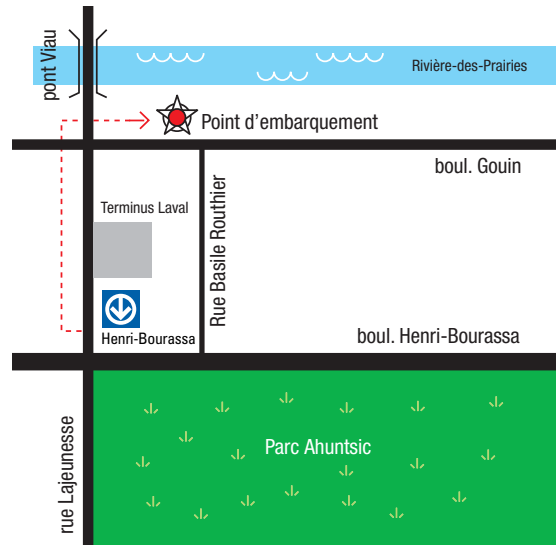 pont Viau
Rivière-des-Prairies
Point d'embarquement
boul. Gouin
Terminus Laval
Rue Basile Routhier
Henri-Bourassa
boul. Henri-Bourassa
rue Lajeunesse
Parc Ahuntsic